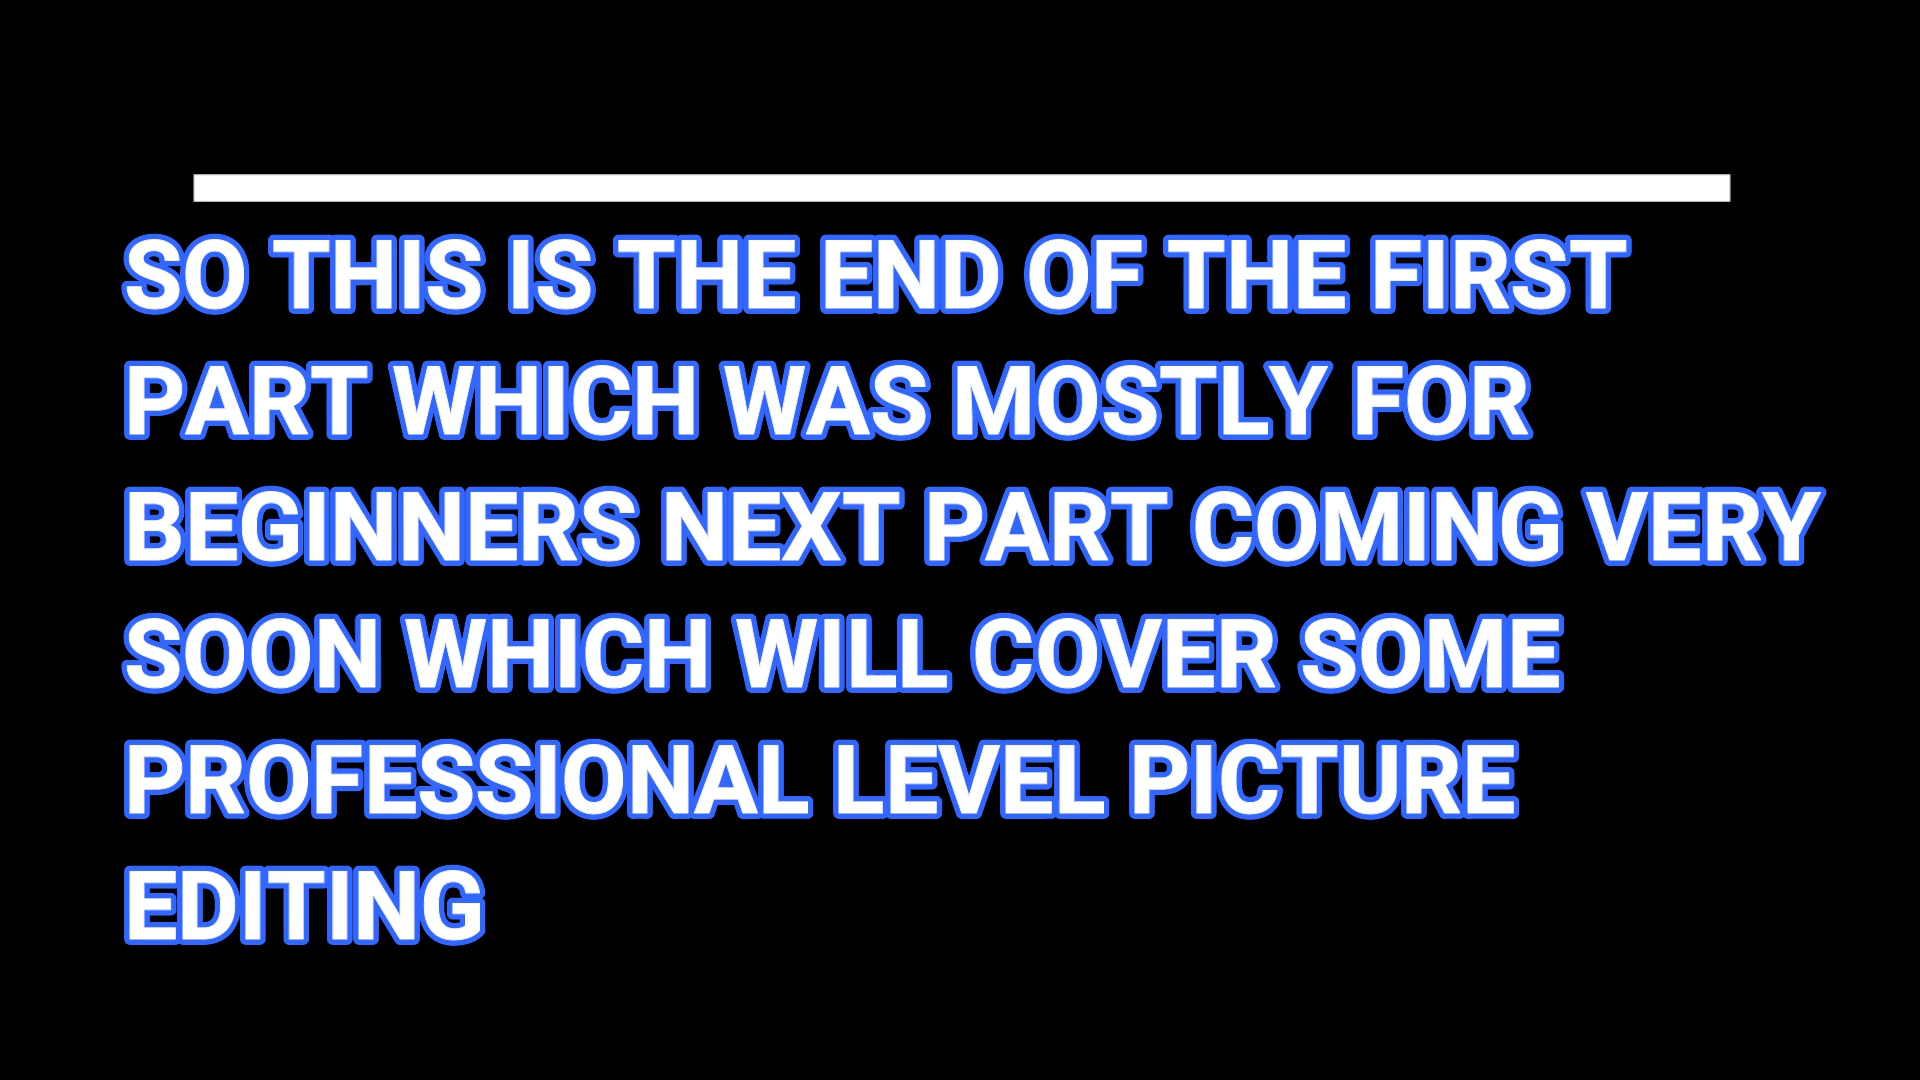 SO THIS IS THE END OF THE FIRST
PART WHICH WAS MOSTLY FOR
BEGINNERS NEXT PART COMING VERY
SOON WHICH WILL COVER SOME
PROFESSIONAL LEVEL PICTURE
EDITING